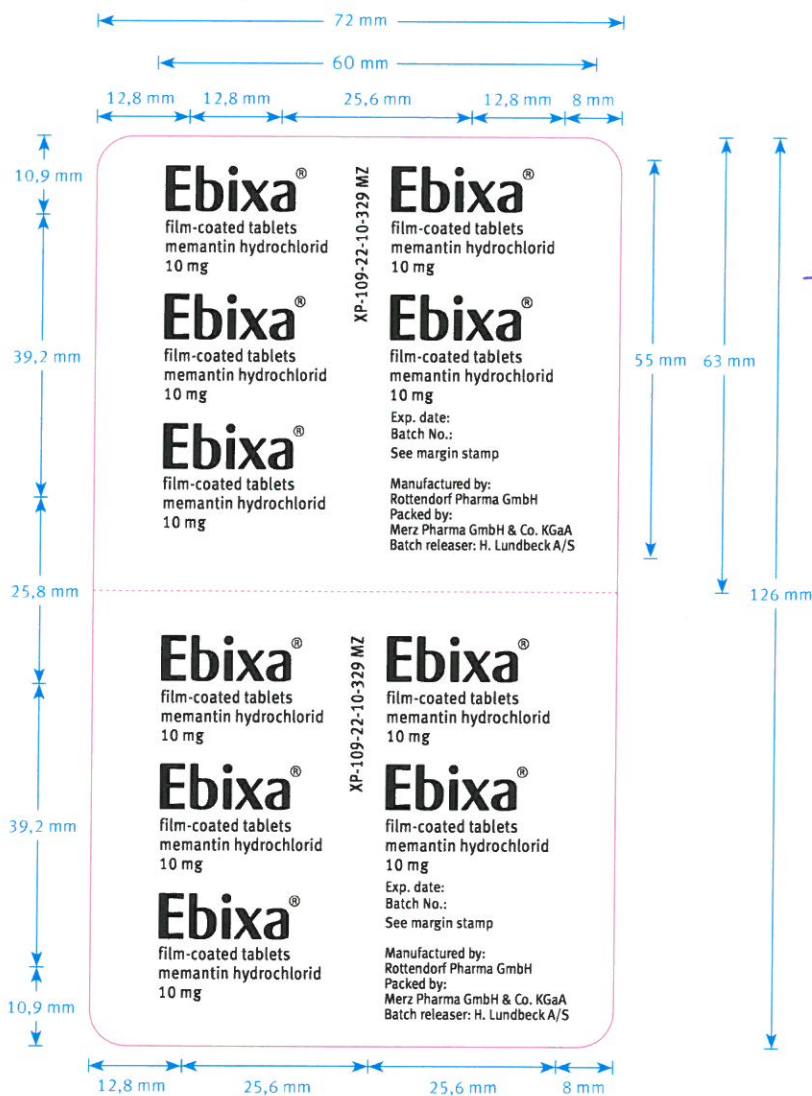 72 mm
60 mm
12,8 mm 12,8 mm 25,6 mm 12,8 mm 8 mm
10,9 mm
39,2 mm
25,8 mm
39,2 mm
10,9 mm
Ebixa®
film-coated tablets
memantin hydrochlorid
10 mg
Ebixa®
film-coated tablets
memantin hydrochlorid
10 mg
Ebixa®
film-coated tablets
memantin hydrochlorid
10 mg
XP-109-22-10-329 MZ
Ebixa®
film-coated tablets
memantin hydrochlorid
10 mg
Ebixa®
film-coated tablets
memantin hydrochlorid
10 mg
Exp. date:
Batch No.:
See margin stamp
Manufactured by:
Rottendorf Pharma GmbH
Packed by:
Merz Pharma GmbH & Co. KGaA
Batch releaser: H. Lundbeck A/S
55 mm
63 mm
126 mm
Ebixa®
film-coated tablets
memantin hydrochlorid
10 mg
Ebixa®
film-coated tablets
memantin hydrochlorid
10 mg
Ebixa®
film-coated tablets
memantin hydrochlorid
10 mg
XP-109-22-10-329 MZ
Ebixa®
film-coated tablets
memantin hydrochlorid
10 mg
Ebixa®
film-coated tablets
memantin hydrochlorid
10 mg
Exp. date:
Batch No.:
See margin stamp
Manufactured by:
Rottendorf Pharma GmbH
Packed by:
Merz Pharma GmbH & Co. KGaA
Batch releaser: H. Lundbeck A/S
12,8 mm 25,6 mm 25,6 mm 8 mm